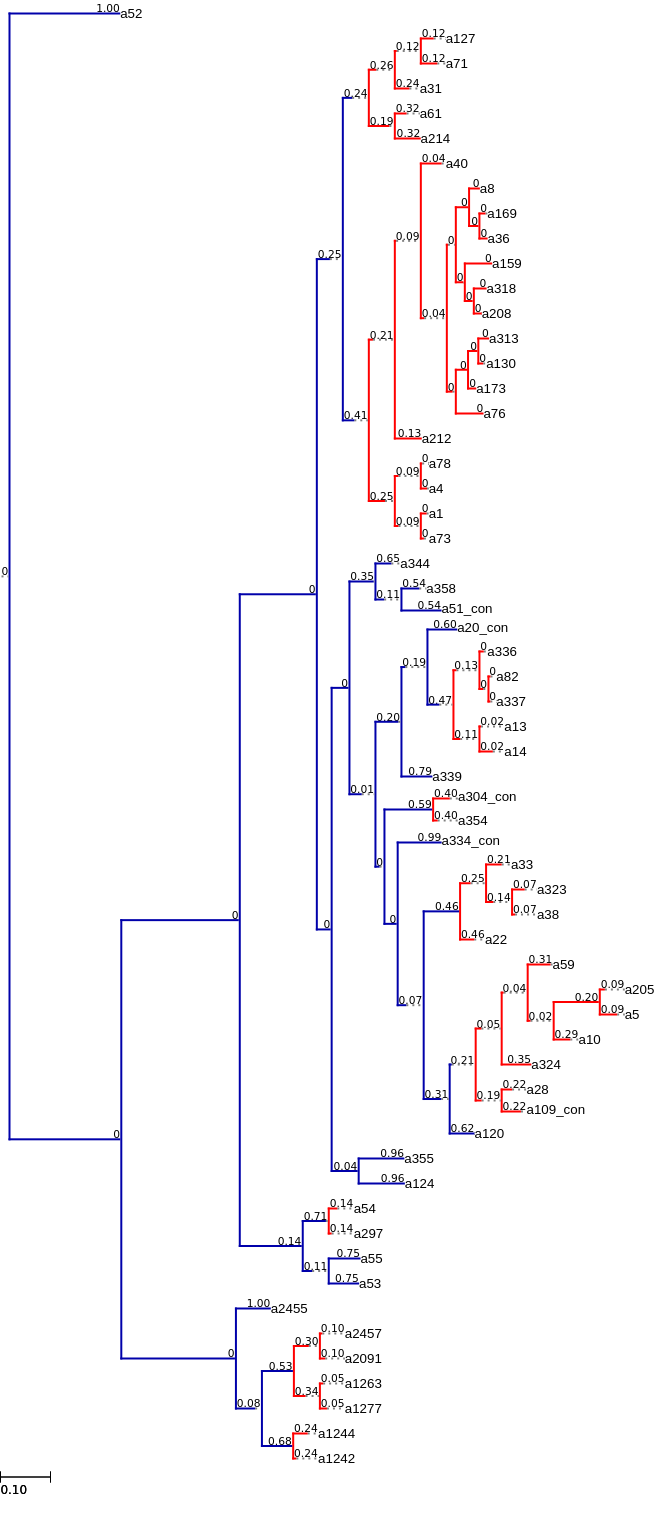 1.00 a52
0.12 a127
0.12
0.12 a71
0.26
0.24 a31
0.24
0.32 a61
0.19
0.32 a214
0.04 a40
0 a8
0
0 a169
0
0 a36
0.09
0
0.25
0 a159
0
0 a318
0
0 a208
0.04
0.21
0 a313
0
0 a130
0
0 a173
0
0 a76
0.41
0.13 a212
0 a78
0.09
0 a4
0.25
0 a1
0.09
0 a73
0.65 a344
0
0.35
0.54 a358
0
0.11
0.54 a51_con
0.60 a20_con
0 a336
0.19
0.13
0 a82
0
0
0 a337
0.47
0.02 a13
0.20
0.11
0.02 a14
0.79 a339
0.01
0.40 a304_con
0.59
0.40 a354
0.99 a334_con
0
0.21 a33
0.25
0.07 a323
0.14
0.46
0.07 a38
0
0
0
0.46 a22
0.31 a59
0.04
0.09 a205
0.20
0.07
0.09 a5
0.02
0.05
0.29 a10
0.21
0.35 a324
0.22 a28
0.31
0.19
0.22 a109_con
0.62 a120
0
0.96 a355
0.04
0.96 a124
0.14 a54
0.71
0.14 a297
0.14
0.75 a55
0.11
0.75 a53
1.00 a2455
0.10 a2457
0.30
0
0.10 a2091
0.53
0.05 a1263
0.34
0.08
0.05 a1277
0.24 a1244
0.68
0.24 a1242
0.10